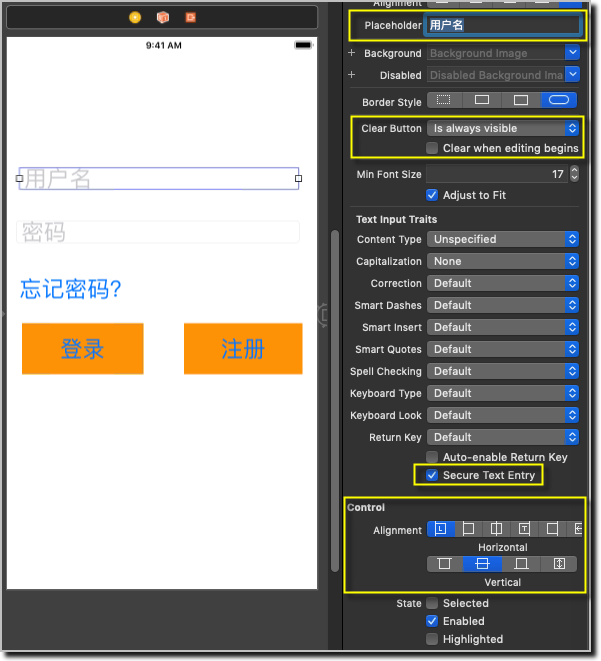 Alignment
9:41 AM
Placeholder 用户名
Background Background Image
Disabled Disabled Background Ima
Border Style
Clear Button Is always visible
Clear when editing begins
Min Font Size 17
Adjust to Fit
Text Input Traits
Content Type Unspecified
Capitalization None
Correction Default
Smart Dashes Default
Smart Insert Default
Smart Quotes Default
Spell Checking Default
Keyboard Type Default
Keyboard Look Default
Return Key Default
Auto-enable Return Key
Secure Text Entry
Control
Alignment
Horizontal
Vertical
State Selected
Enabled
Highlighted
用户名
密码
忘记密码?
登录 注册